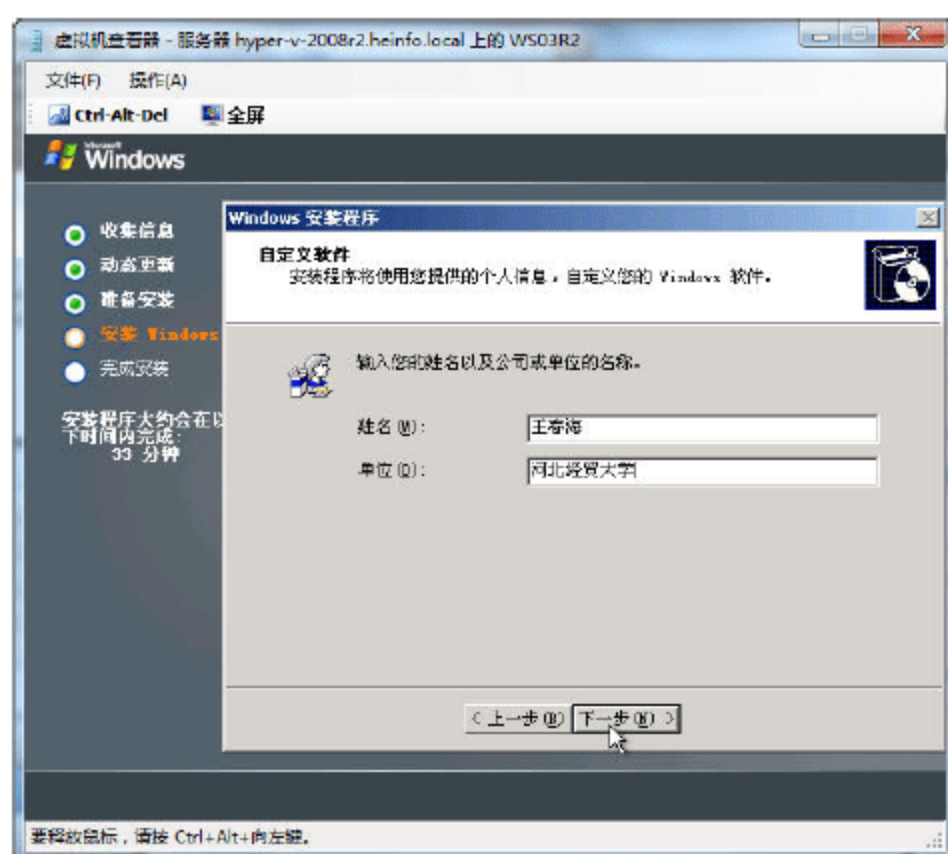 虚拟机查看器 - 服务器 hyper-v-2008r2.heinfo.local 上的 WS03R2
文件(F) 操作(A)
Ctrl-Alt-Del 全屏
Microsoft
Windows
收集信息
动态更新
准备安装
安装 Windows
完成安装
安装程序大约会在以
下时间内完成:
33 分钟
Windows 安装程序
自定义软件
安装程序将使用您提供的个人信息，自定义您的 Windows 软件。
输入您的姓名以及公司或单位的名称。
姓名(M): 王春海
单位(O): 河北经贸大学
< 上一步(B) 下一步(N) >
要释放鼠标，请按 Ctrl+Alt+向左键。